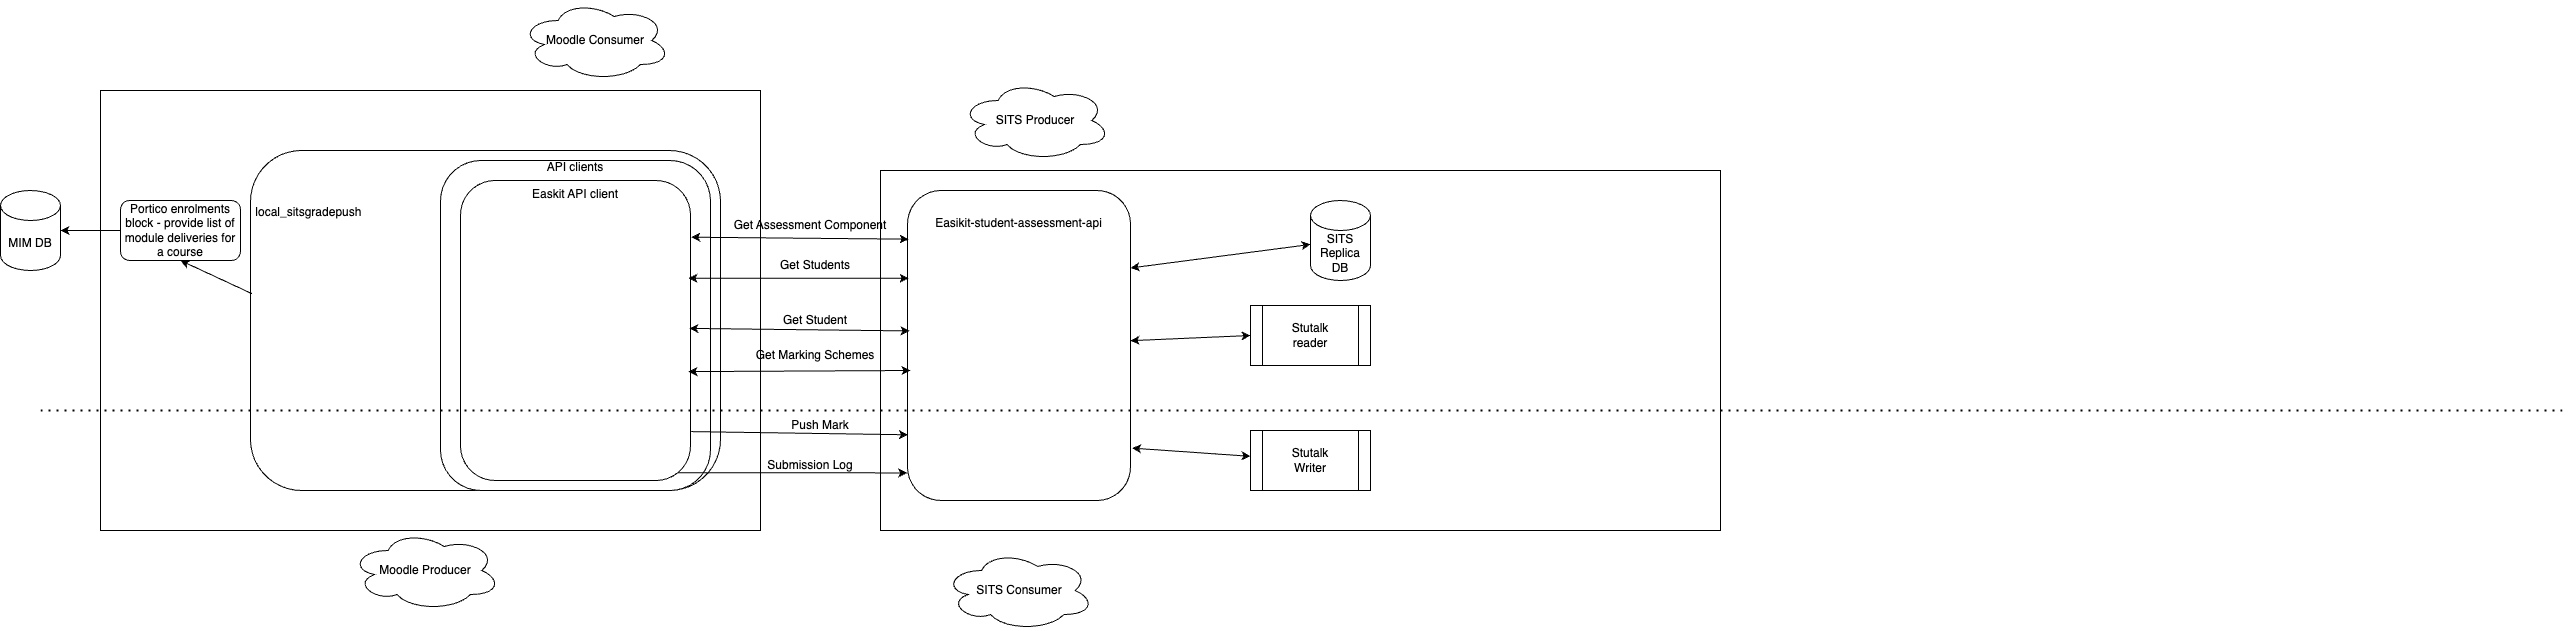 Moodle Consumer
SITS Producer
API clients
Easkit API client
Portico enrolments
block - provide list of
module deliveries for
a course
local_sitsgradepush
MIM DB
Get Assessment Component
Easikit-student-assessment-api
SITS
Replica
DB
Get Students
Get Student
Stutalk
reader
Get Marking Schemes
Push Mark
Submission Log
Stutalk
Writer
Moodle Producer
SITS Consumer